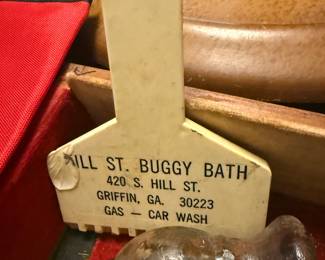 HILL ST. BUGGY BATH
420 S. HILL ST.
GRIFFIN, GA. 30223
GAS - CAR WASH